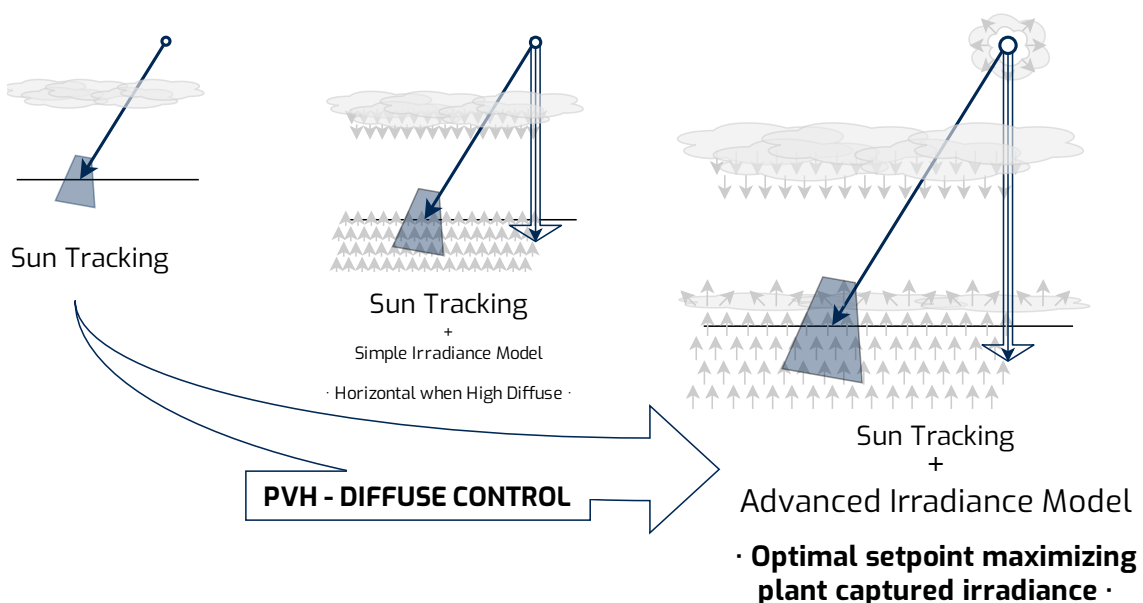 Sun Tracking
Sun Tracking
+
Simple Irradiance Model
· Horizontal when High Diffuse ·
PVH - DIFFUSE CONTROL
Sun Tracking
+
Advanced Irradiance Model
· Optimal setpoint maximizing
plant captured irradiance ·